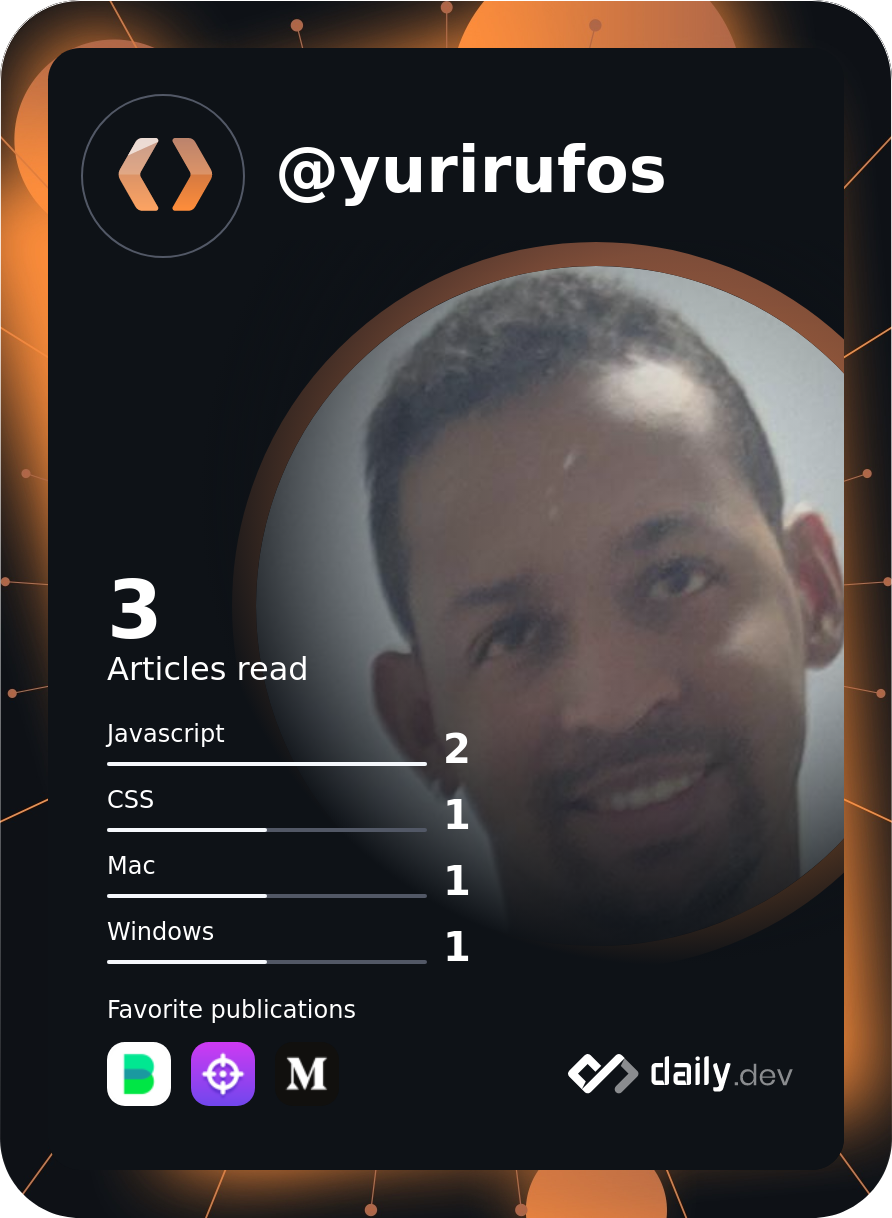 @yurirufos
3
Articles read
Javascript
2
CSS
1
Mac
1
Windows
1
Favorite publications
B
M
daily.dev